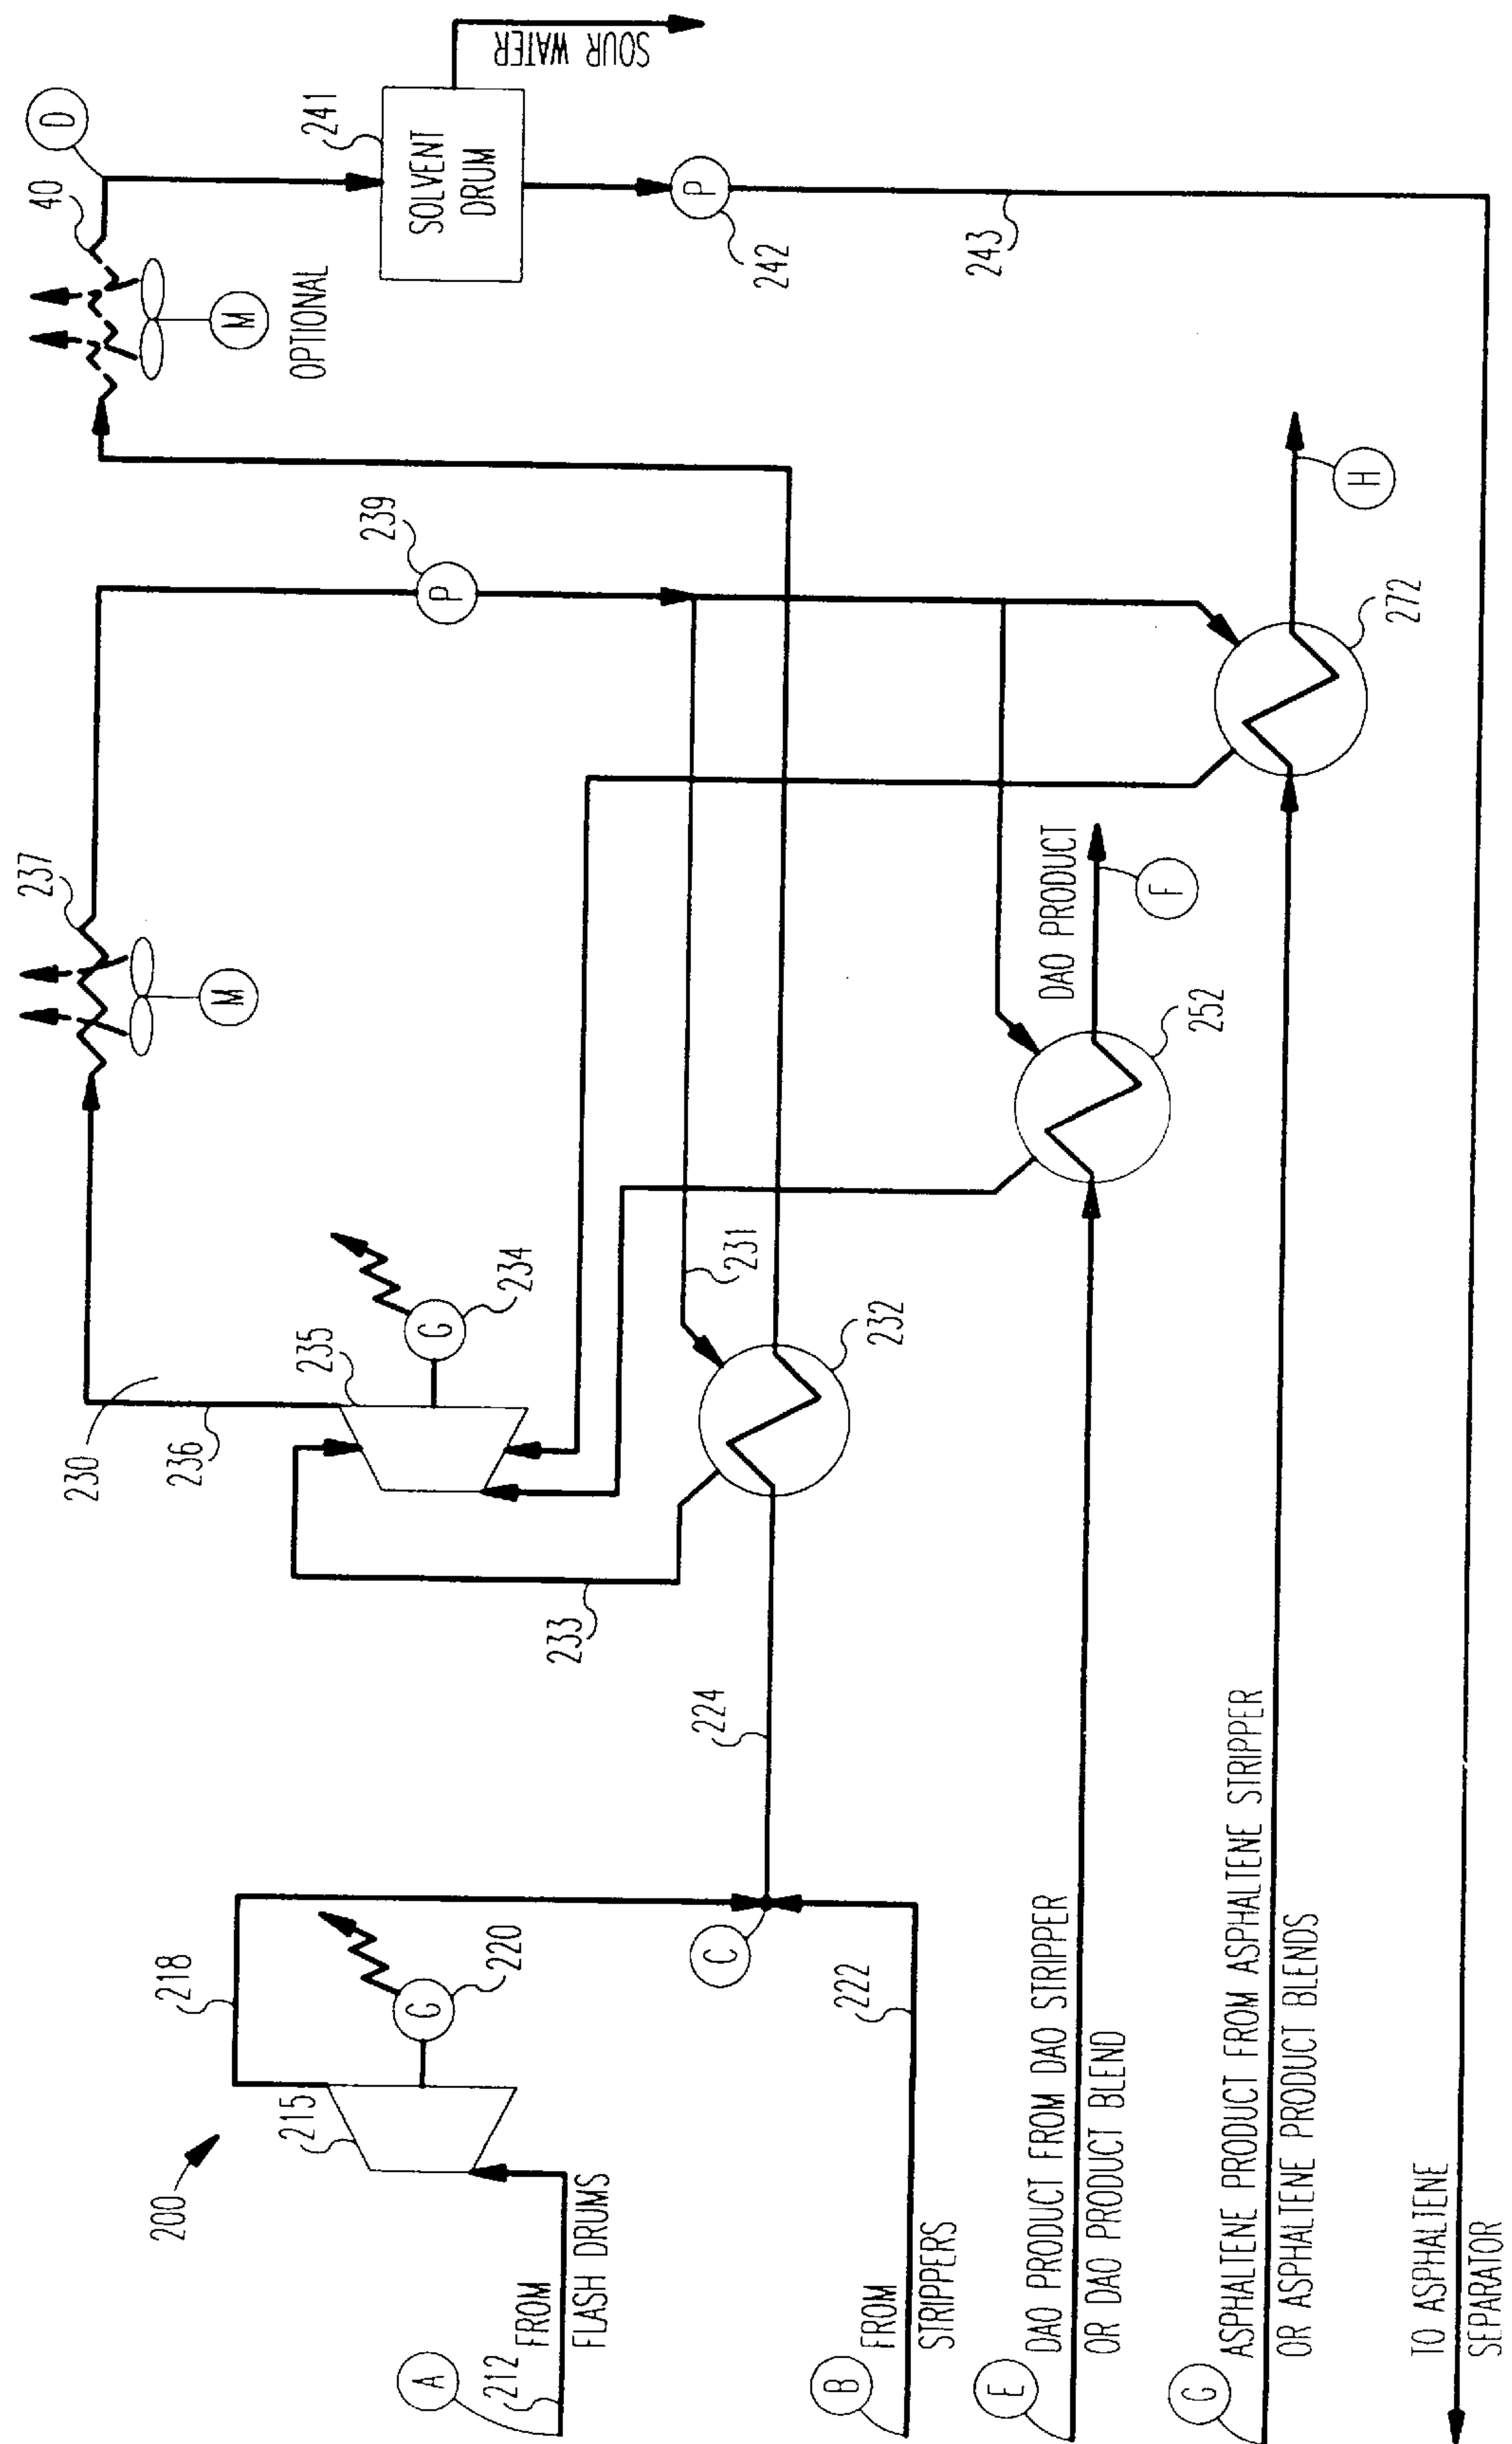 200
A
212
FROM
FLASH DRUMS
215
G
220
218
B
FROM
STRIPPERS
222
C
224
E
DAO PRODUCT FROM DAO STRIPPER
OR DAO PRODUCT BLEND
G
ASPHALTENE PRODUCT FROM ASPHALTENE STRIPPER
OR ASPHALTENE PRODUCT BLENDS
TO ASPHALTENE
SEPARATOR
230
236
235
G
234
233
231
232
237
M
239
P
252
DAO PRODUCT
F
272
H
40
M
OPTIONAL
D
241
SOLVENT
DRUM
SOUR WATER
P
242
243